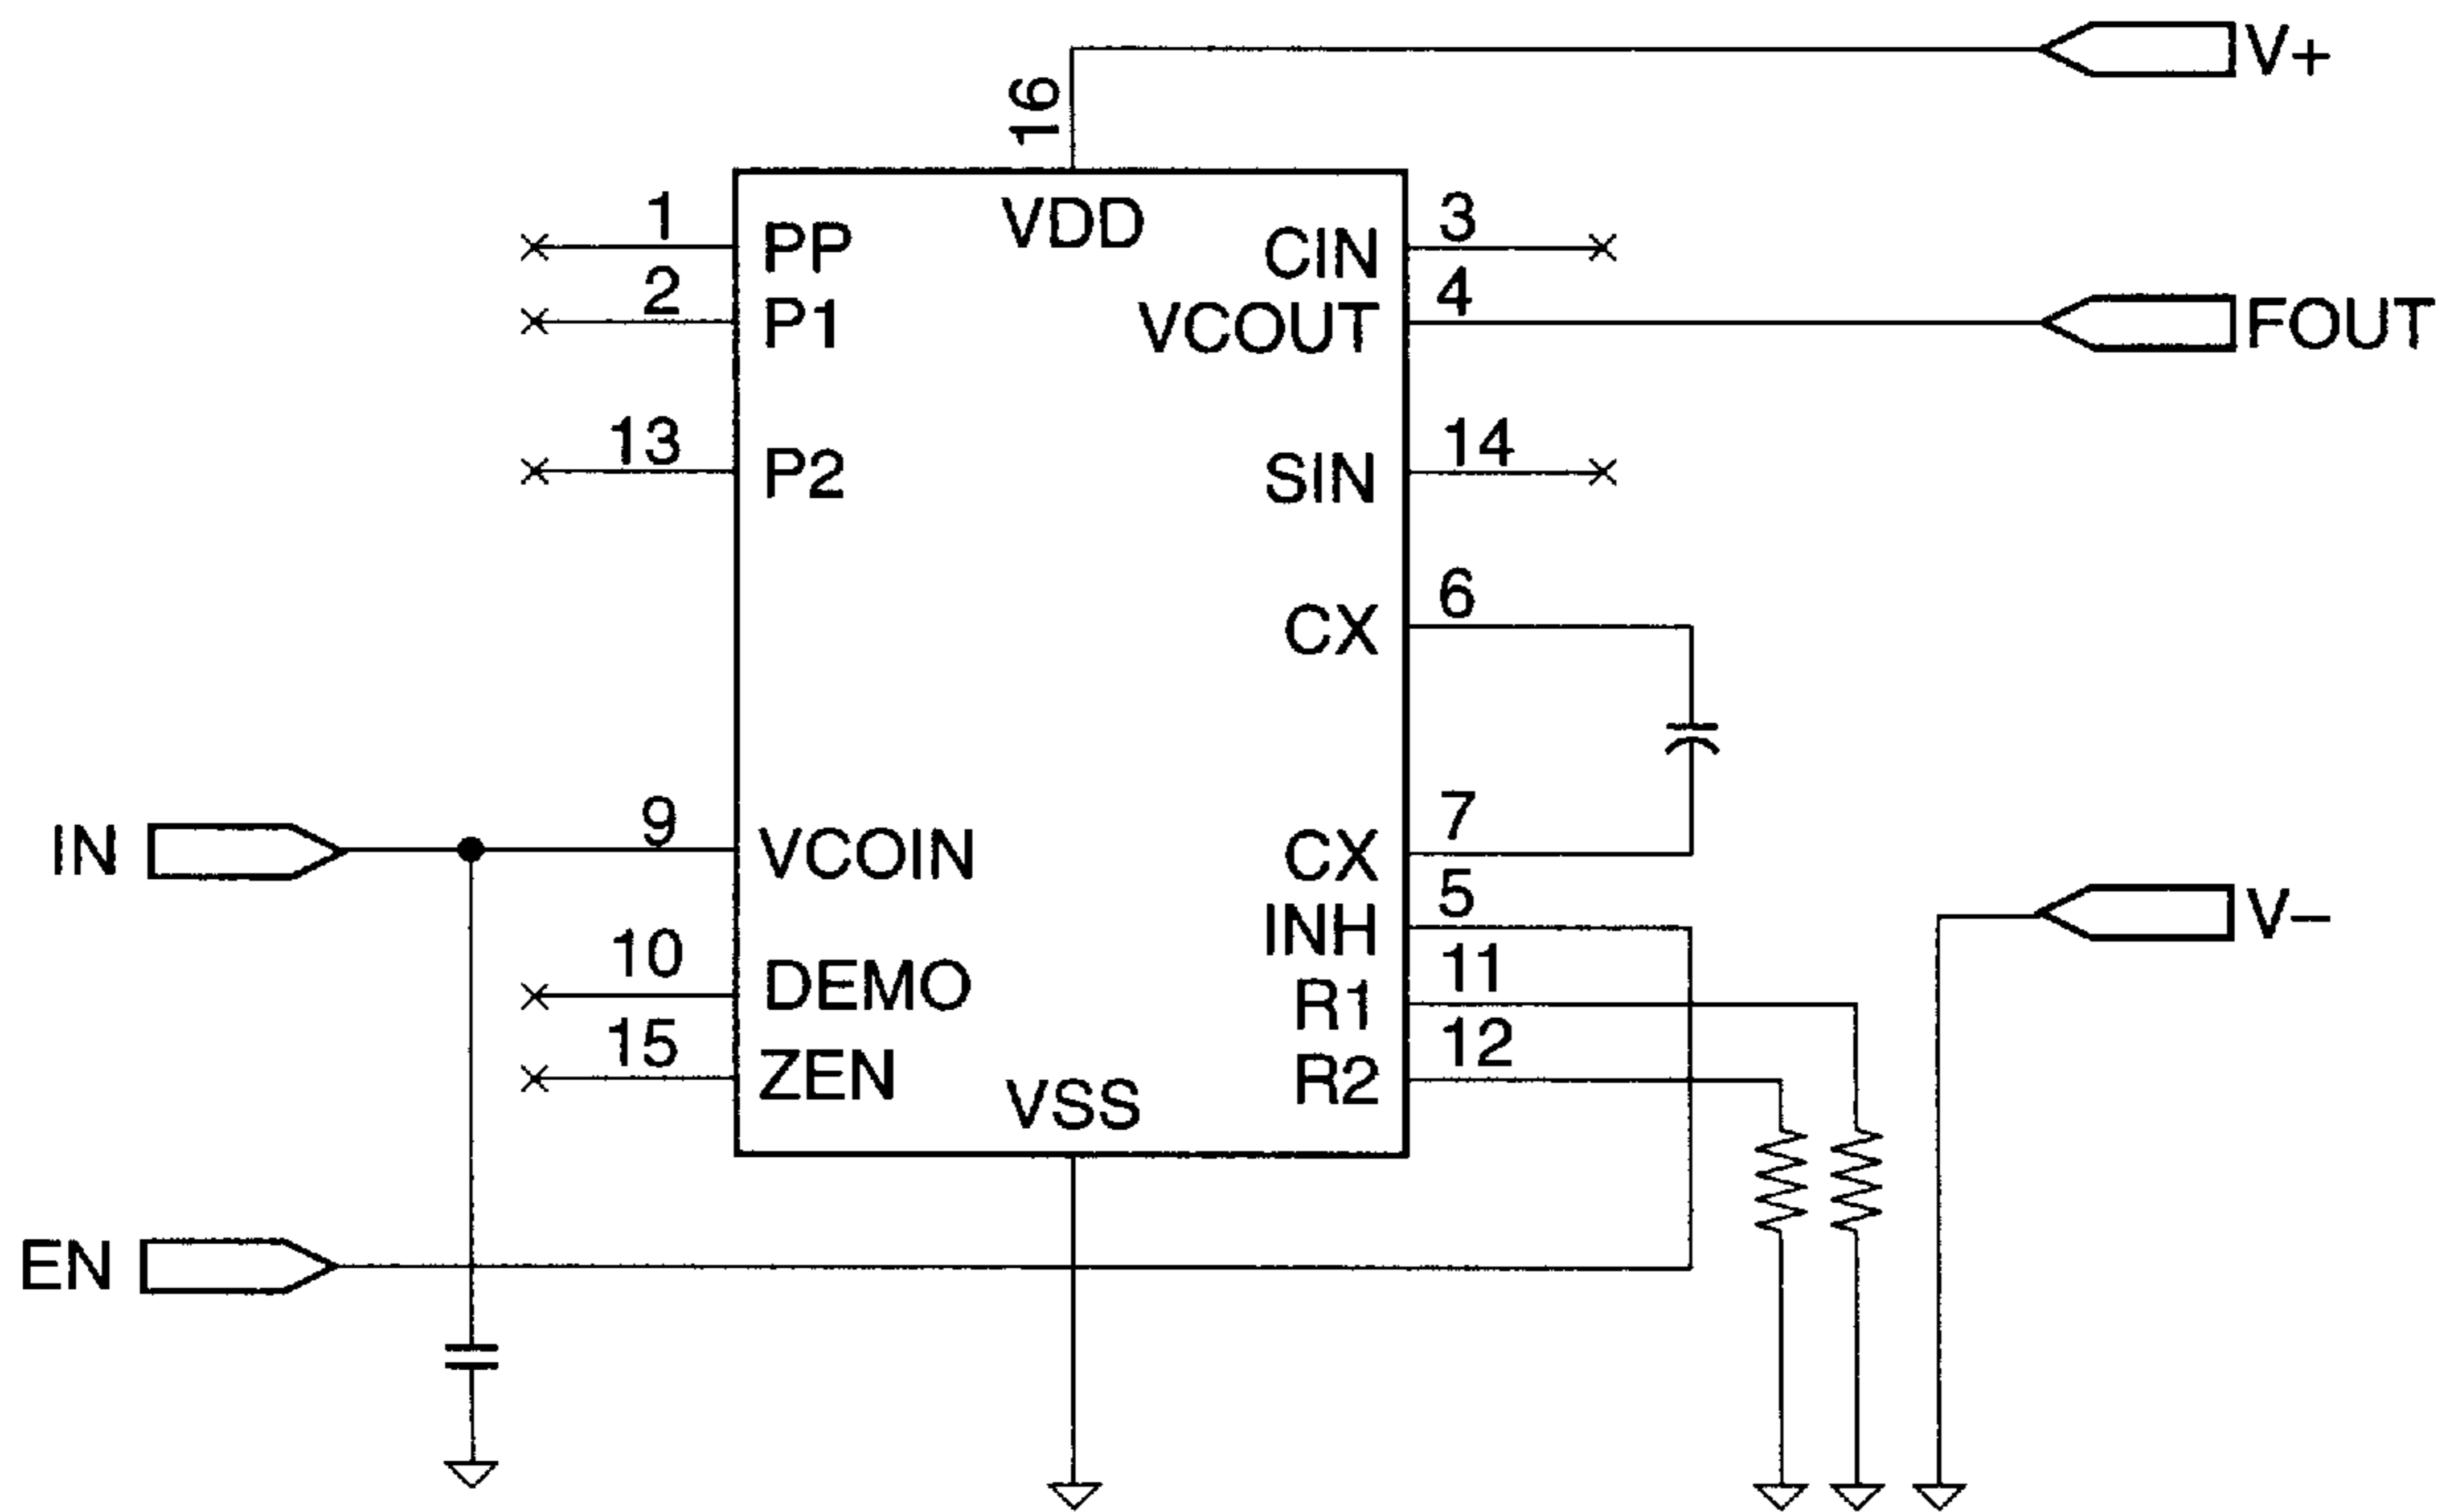 V+
16
1 PP VDD CIN 3
2 P1 VCOUT 4 FOUT
13 P2 SIN 14
CX 6
IN 9 VCOIN CX 7
INH 5 V−
10 DEMO R1 11
15 ZEN VSS R2 12
EN